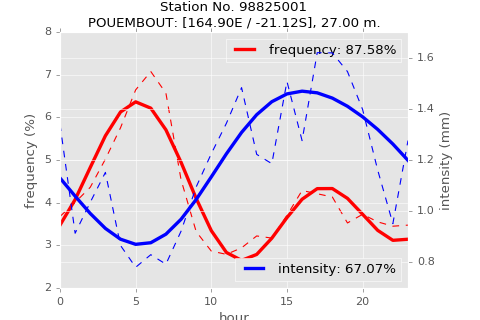 Station No. 98825001
POUEMBOUT: [164.90E / -21.12S], 27.00 m.
8
7
6
5
4
3
2
frequency (%)
frequency: 87.58%
intensity: 67.07%
1.6
1.4
1.2
1.0
0.8
intensity (mm)
0
5
10
15
20
hour